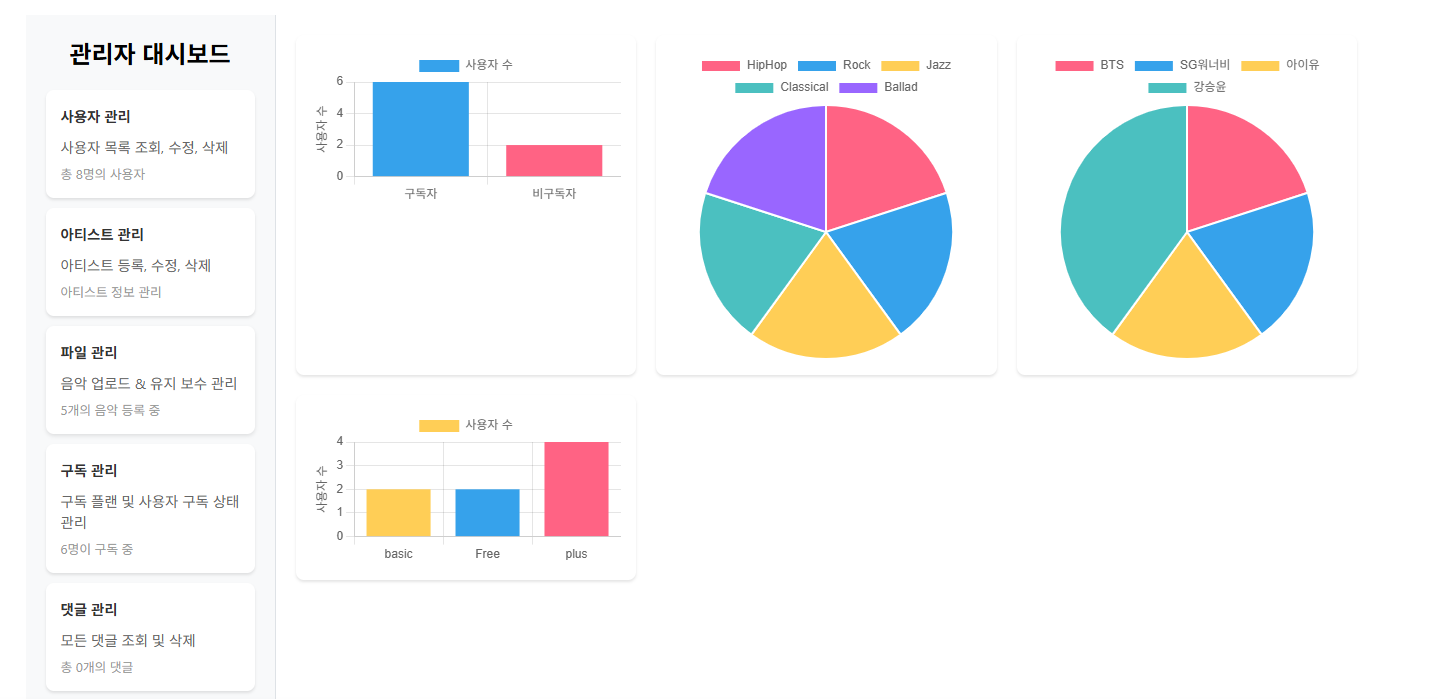 관리자 대시보드
사용자 관리
사용자 목록 조회, 수정, 삭제
총 8명의 사용자
아티스트 관리
아티스트 등록, 수정, 삭제
아티스트 정보 관리
파일 관리
음악 업로드 & 유지 보수 관리
5개의 음악 등록 중
구독 관리
구독 플랜 및 사용자 구독 상태
관리
6명이 구독 중
댓글 관리
모든 댓글 조회 및 삭제
총 0개의 댓글
사용자 수
사용자 수
6
4
2
0
구독자 비구독자
HipHop Rock Jazz
Classical Ballad
BTS SG워너비 아이유
강승윤
사용자 수
사용자 수
4
3
2
1
0
basic Free plus